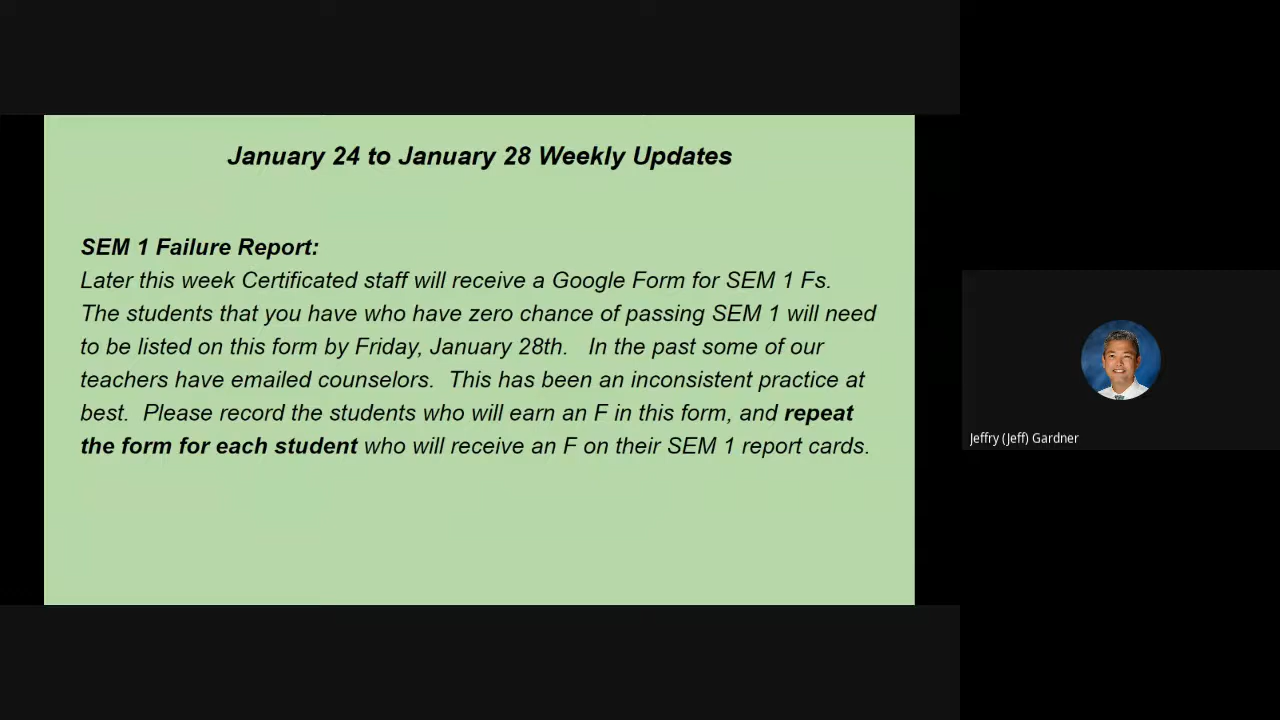 January 24 to January 28 Weekly Updates
SEM 1 Failure Report:
Later this week Certificated staff will receive a Google Form for SEM 1 Fs.
The students that you have who have zero chance of passing SEM 1 will need
to be listed on this form by Friday, January 28th.   In the past some of our
teachers have emailed counselors.  This has been an inconsistent practice at
best.  Please record the students who will earn an F in this form, and repeat
the form for each student who will receive an F on their SEM 1 report cards.
Jeffry (Jeff) Gardner